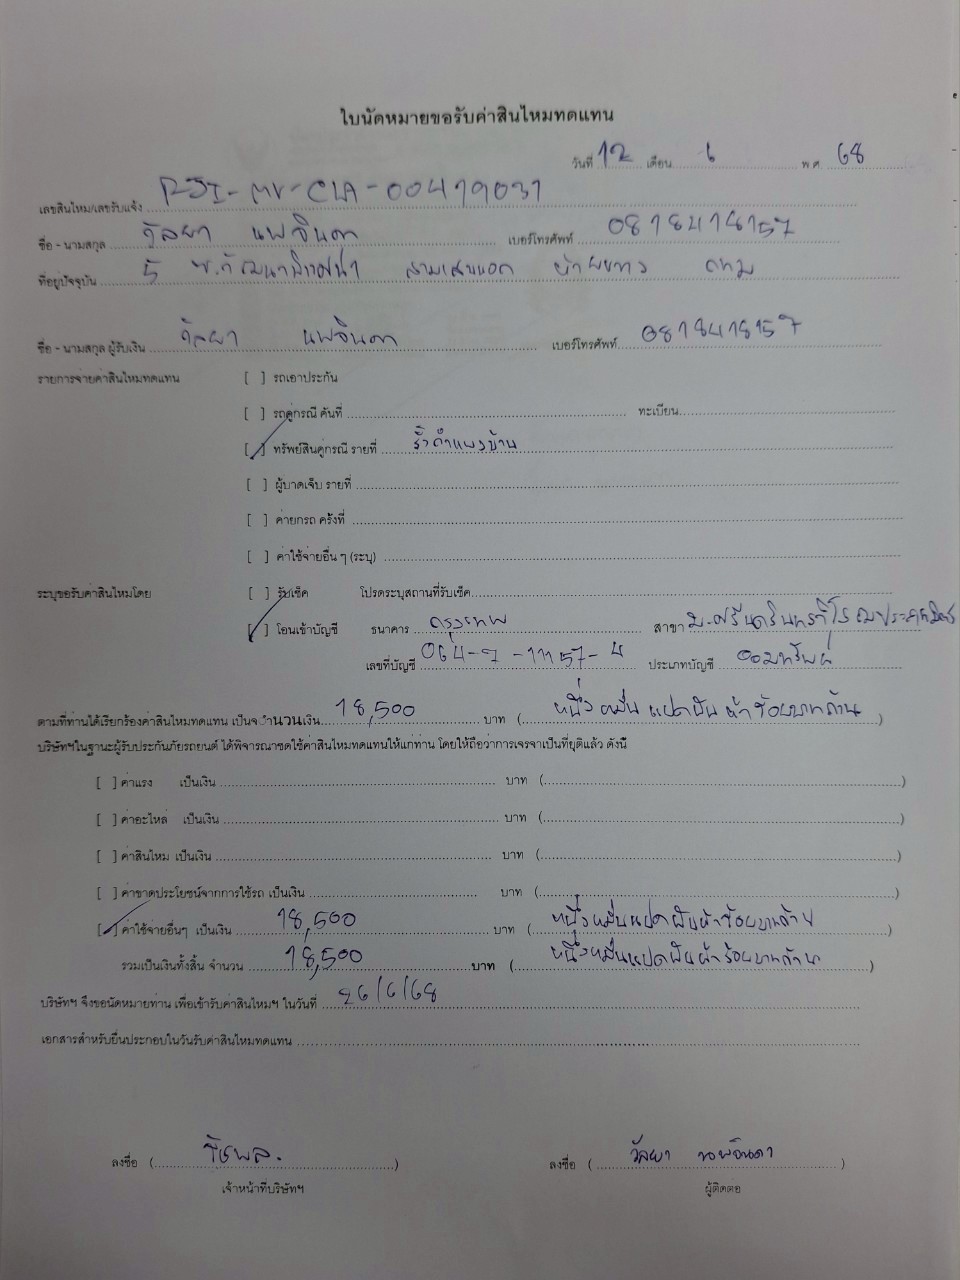 ใบนัดหมายขอรับค่าสินไหมทดแทน
วันที่ 12 เดือน 6 พ.ศ. 68
เลขสินไหม/เลขรับแจ้ง RJI-MV-CLA-00479037
ชื่อ - นามสกุล วัลยา นพจินดา เบอร์โทรศัพท์ 0818418157
ที่อยู่ปัจจุบัน 5 ซ. สามเสนนอก ห้วยขวาง กทม
ชื่อ - นามสกุล ผู้รับเงิน วัลยา นพจินดา เบอร์โทรศัพท์ 0818418157
รายการจ่ายค่าสินไหมทดแทน [ ] รถเอาประกัน
[ ] รถคู่กรณี คันที่ ทะเบียน
[/] ทรัพย์สินคู่กรณี รายที่ รั้วกำแพงบ้าน
[ ] ผู้บาดเจ็บ รายที่
[ ] ค่ายกรถ ครั้งที่
[ ] ค่าใช้จ่ายอื่น ๆ (ระบุ)
ระบุขอรับค่าสินไหมโดย [ ] รับเช็ค โปรดระบุสถานที่รับเช็ค
[/] โอนเข้าบัญชี ธนาคาร กรุงเทพ สาขา ม.ศรีนครินทรวิโรฒประสานมิตร
เลขที่บัญชี 064-7-11157-4 ประเภทบัญชี ออมทรัพย์
ตามที่ท่านได้เรียกร้องค่าสินไหมทดแทน เป็นจำนวนเงิน 18,500 บาท (หนึ่งหมื่นแปดพันห้าร้อยบาทถ้วน)
บริษัทฯในฐานะผู้รับประกันภัยรถยนต์ ได้พิจารณาชดใช้ค่าสินไหมทดแทนให้แก่ท่าน โดยให้ถือว่าการเจรจาเป็นที่ยุติแล้ว ดังนี้
[ ] ค่าแรง เป็นเงิน บาท ( )
[ ] ค่าอะไหล่ เป็นเงิน บาท ( )
[ ] ค่าสินไหม เป็นเงิน บาท ( )
[ ] ค่าขาดประโยชน์จากการใช้รถ เป็นเงิน บาท ( )
[/] ค่าใช้จ่ายอื่นๆ เป็นเงิน 18,500 บาท (หนึ่งหมื่นแปดพันห้าร้อยบาทถ้วน)
รวมเป็นเงินทั้งสิ้น จำนวน 18,500 บาท (หนึ่งหมื่นแปดพันห้าร้อยบาทถ้วน)
บริษัทฯ จึงขอนัดหมายท่าน เพื่อเข้ารับค่าสินไหมฯ ในวันที่ 26/6/68
เอกสารสำหรับยื่นประกอบในวันรับค่าสินไหมทดแทน
ลงชื่อ ( ) ลงชื่อ (วัลยา นพจินดา)
เจ้าหน้าที่บริษัทฯ ผู้ติดต่อ